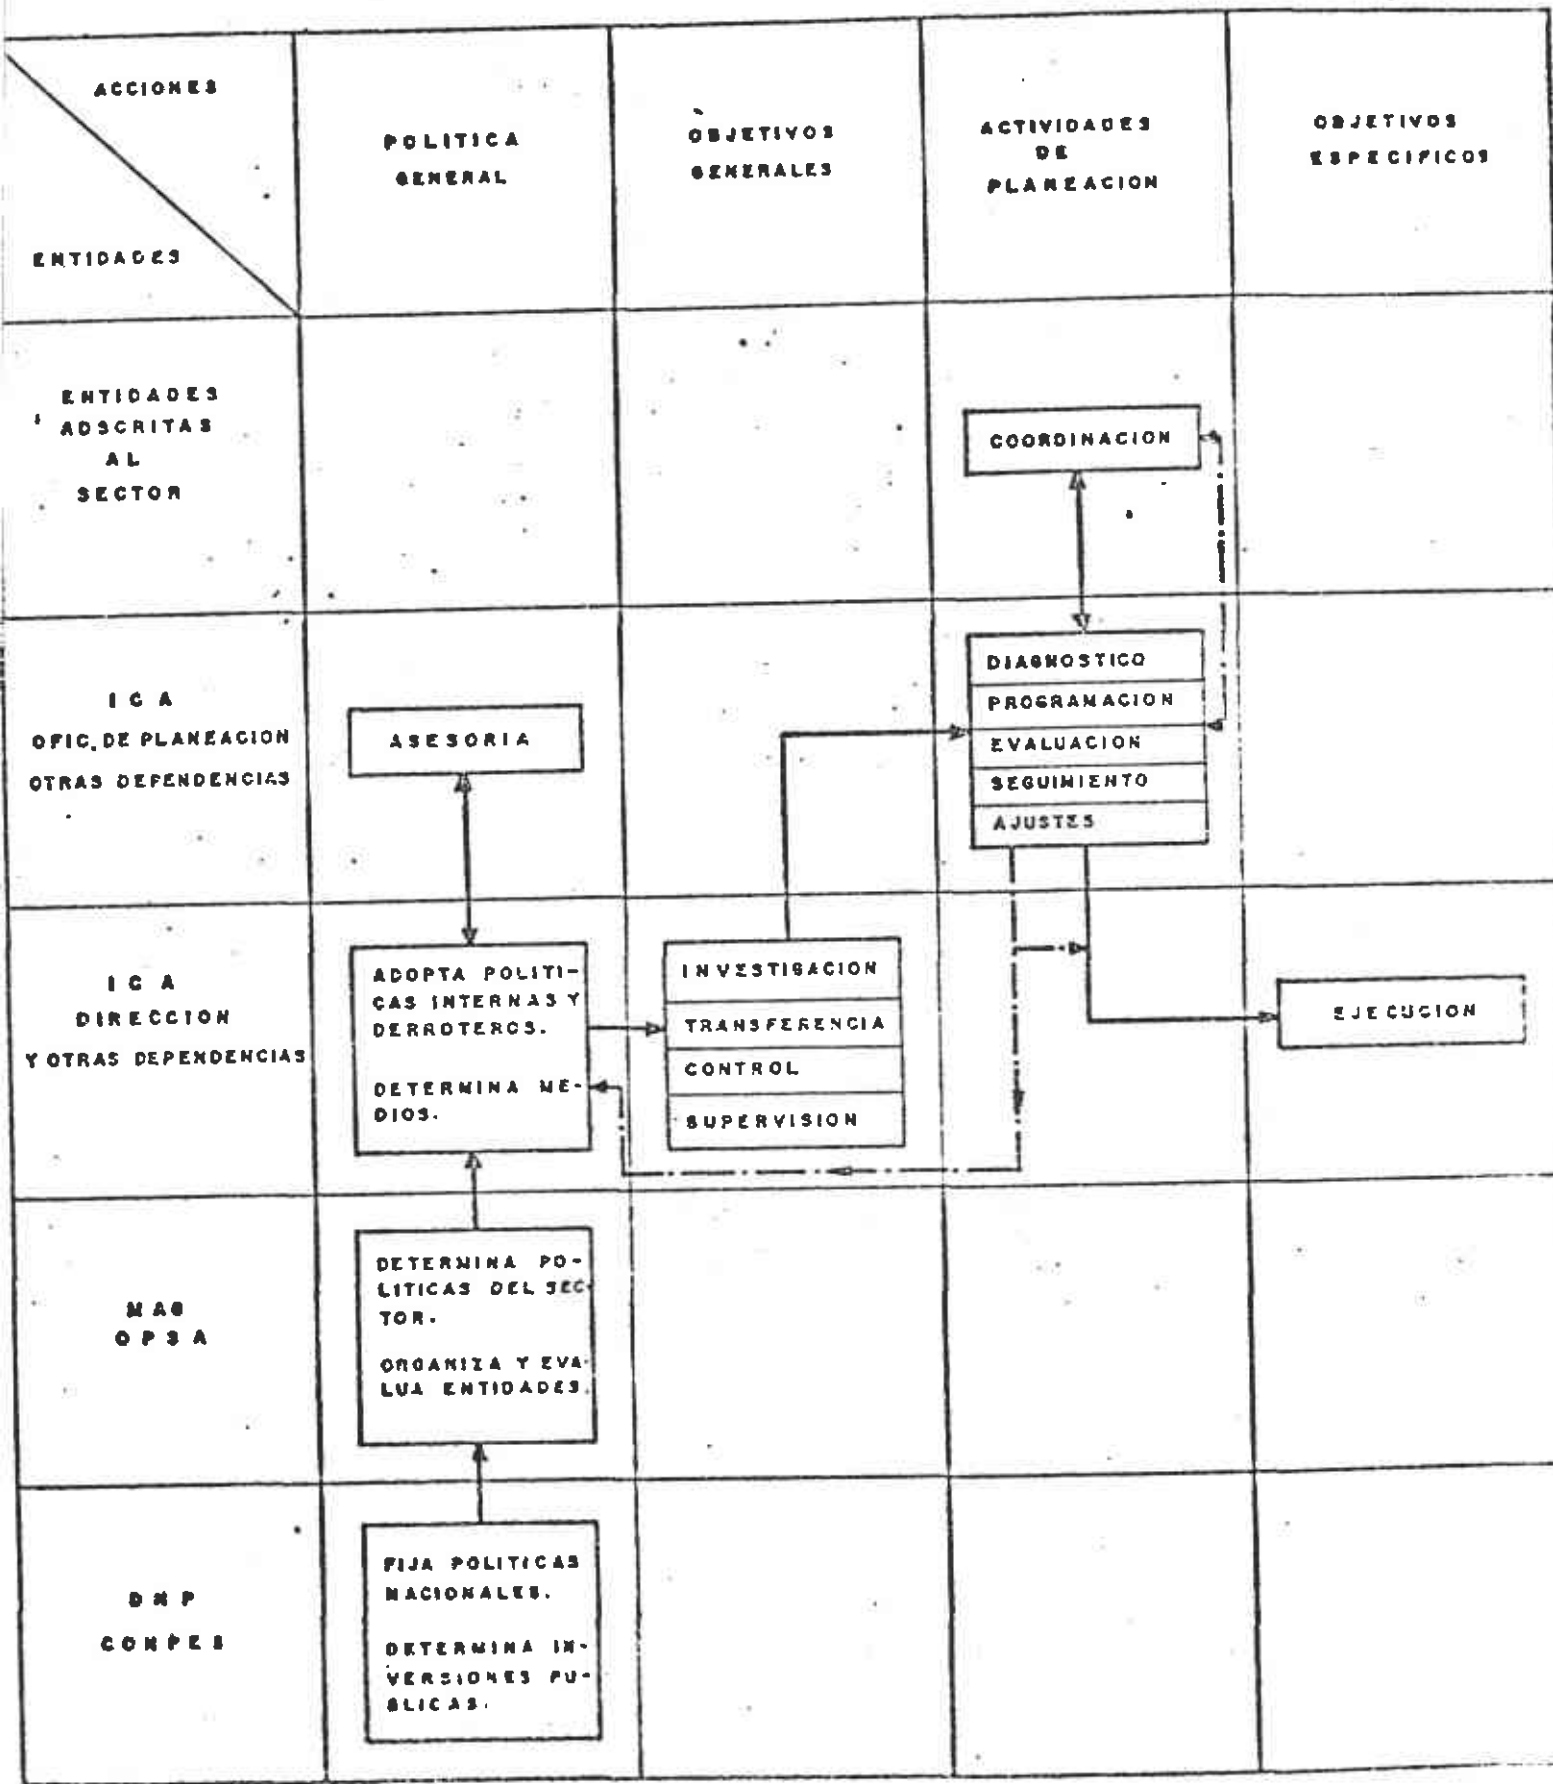 ACCIONES
ENTIDADES
POLITICA
GENERAL
OBJETIVOS
GENERALES
ACTIVIDADES
DE
PLANEACION
OBJETIVOS
ESPECIFICOS
ENTIDADES
ADSCRITAS
AL
SECTOR
COORDINACION
ICA
OFIC. DE PLANEACION
OTRAS DEPENDENCIAS
ASESORIA
DIAGNOSTICO
PROGRAMACION
EVALUACION
SEGUIMIENTO
AJUSTES
ICA
DIRECCION
Y OTRAS DEPENDENCIAS
ADOPTA POLITI-
CAS INTERNAS Y
DERROTEROS.
DETERMINA ME-
DIOS.
INVESTIGACION
TRANSFERENCIA
CONTROL
SUPERVISION
EJECUCION
MAG
OPSA
DETERMINA PO-
LITICAS DEL SEC-
TOR.
ORGANIZA Y EVA-
LUA ENTIDADES.
DNP
CONPES
FIJA POLITICAS
NACIONALES.
DETERMINA IN-
VERSIONES PU-
BLICAS.